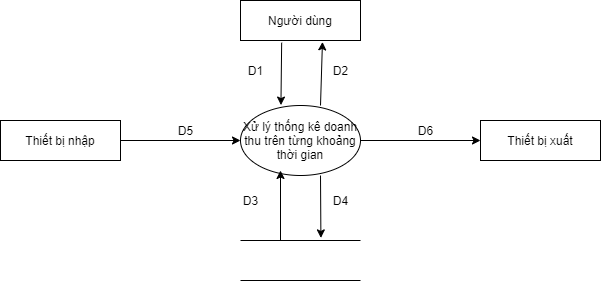 Người dùng
D1
D2
Xử lý thống kê doanh
thu trên từng khoảng
thời gian
Thiết bị nhập
D5
D6
Thiết bị xuất
D3
D4